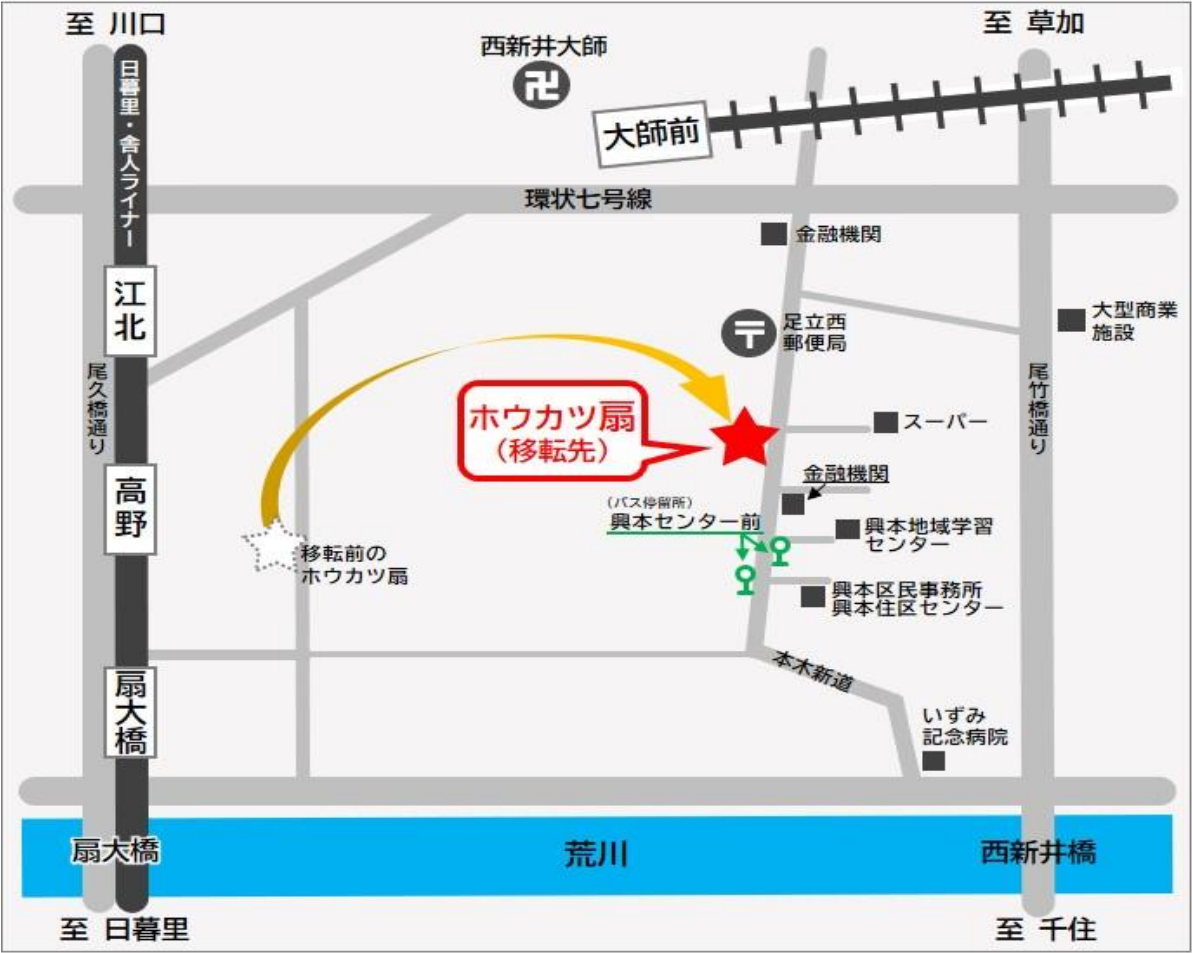 至 川口
至 草加
西新井大師
卍
日暮里・舎人ライナー
大師前
環状七号線
金融機関
江北
大型商業
施設
〒
足立西
郵便局
尾久橋通り
尾竹橋通り
ホウカツ扇
(移転先)
スーパー
高野
金融機関
(バス停留所)
興本センター前
興本地域学習
センター
移転前の
ホウカツ扇
興本区民事務所
興本住区センター
本木新道
扇大橋
いずみ
記念病院
扇大橋
荒川
西新井橋
至 日暮里
至 千住